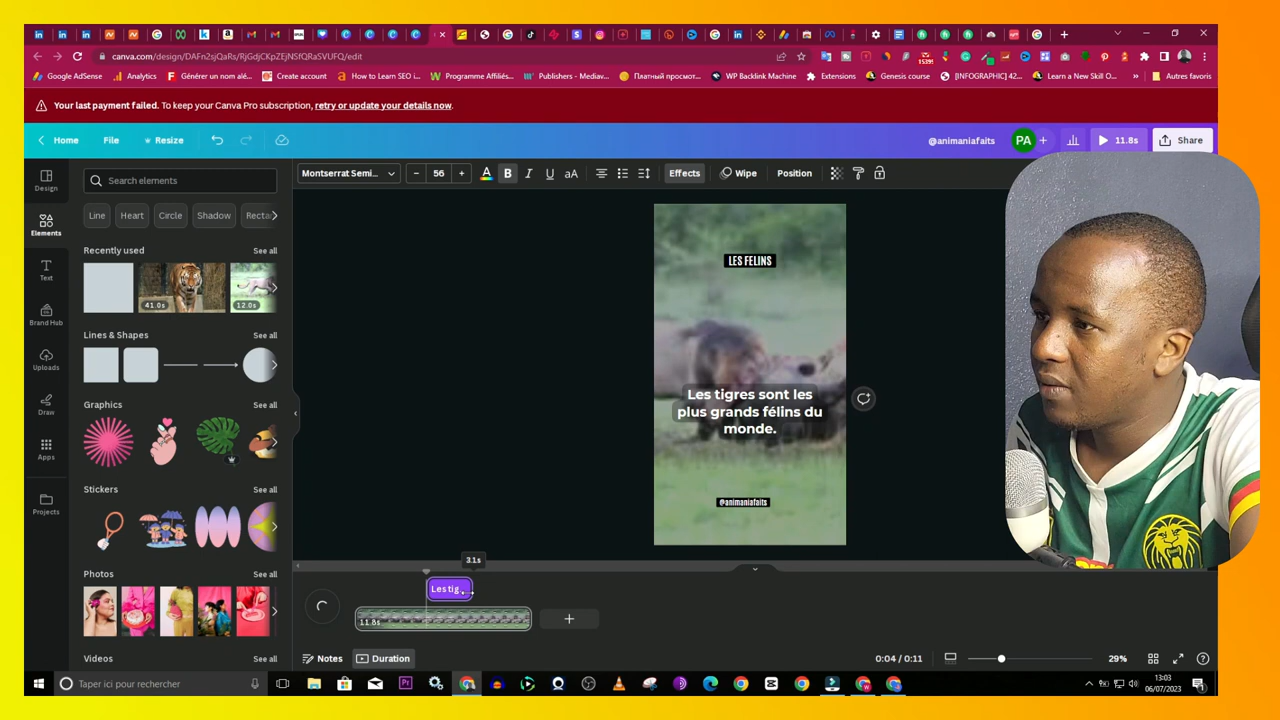 canva.com/design/DAFn2sjQaRs/RjGdjCKpZEjNSfQRaSVUFQ/edit
Google AdSense
Analytics
Générer un nom alé...
Create account
How to Learn SEO i...
Programme Affiliés...
Publishers - Mediav...
Платный просмотр...
WP Backlink Machine
Extensions
Genesis course
[INFOGRAPHIC] 42...
Learn a New Skill O...
Autres favoris
Your last payment failed. To keep your Canva Pro subscription, retry or update your details now.
Home
File
Resize
@animaniafaits
PA
11.8s
Share
Design
Elements
Text
Brand Hub
Uploads
Draw
Apps
Projects
Search elements
Line
Heart
Circle
Shadow
Recta
Recently used
See all
41.0s
12.0s
Lines & Shapes
See all
Graphics
See all
Stickers
See all
Photos
See all
Videos
See all
Montserrat Semi...
56
A
B
I
U
aA
Effects
Wipe
Position
LES FELINS
Les tigres sont les
plus grands félins du
monde.
@animaniafaits
3.1s
Les tig
11.8s
Notes
Duration
0:04 / 0:11
29%
Taper ici pour rechercher
13:03
06/07/2023